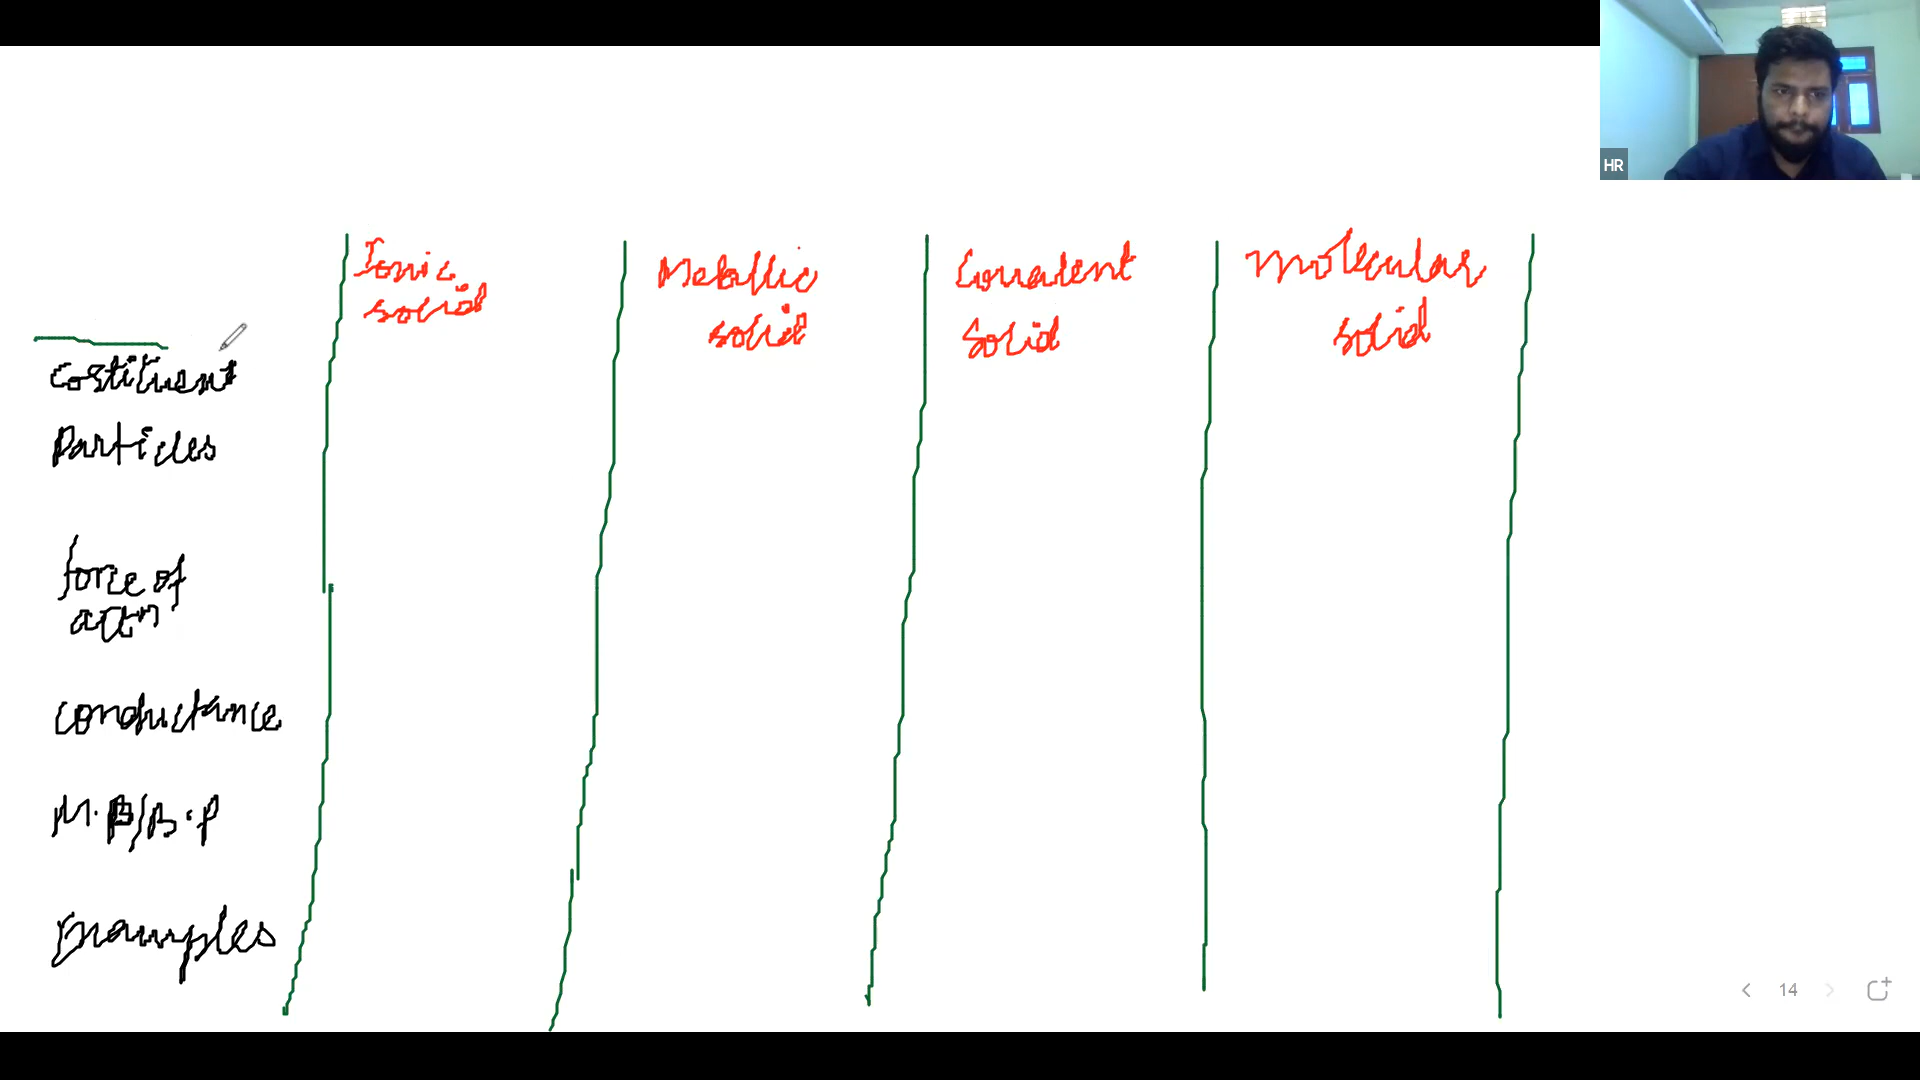 HR
Ionic
solid
Metallic
solid
Covalent
Solid
Molecular
solid
Costituent
Particles
force of
attn
conductance
M.P/B.P
Examples
14